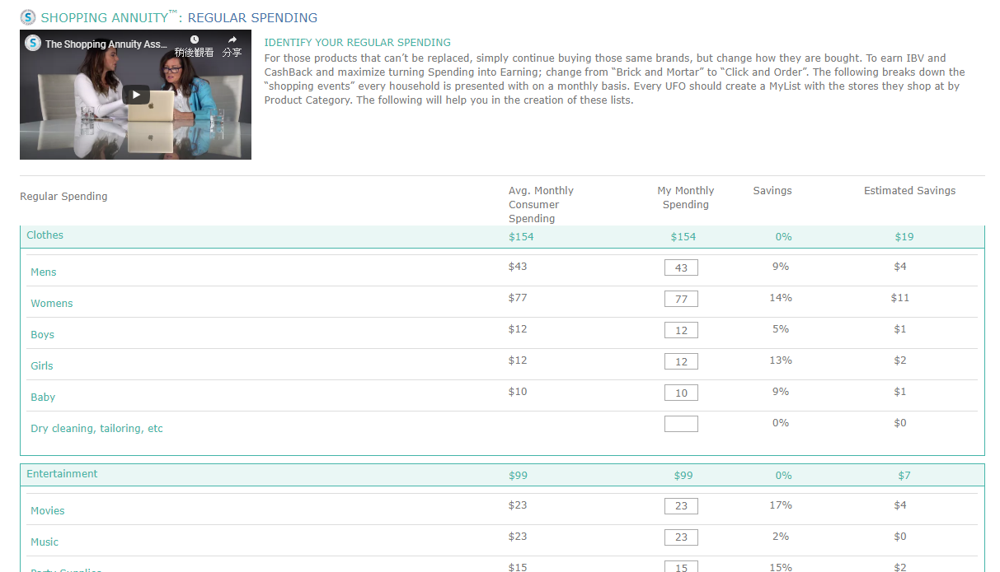 S SHOPPING ANNUITY™: REGULAR SPENDING
S The Shopping Annuity Ass...
稍後觀看 分享
IDENTIFY YOUR REGULAR SPENDING
For those products that can’t be replaced, simply continue buying those same brands, but change how they are bought. To earn IBV and
CashBack and maximize turning Spending into Earning; change from “Brick and Mortar” to “Click and Order”. The following breaks down the
“shopping events” every household is presented with on a monthly basis. Every UFO should create a MyList with the stores they shop at by
Product Category. The following will help you in the creation of these lists.
Regular Spending
Avg. Monthly
Consumer
Spending
My Monthly
Spending
Savings
Estimated Savings
Clothes $154 $154 0% $19
Mens $43 43 9% $4
Womens $77 77 14% $11
Boys $12 12 5% $1
Girls $12 12 13% $2
Baby $10 10 9% $1
Dry cleaning, tailoring, etc 0% $0
Entertainment $99 $99 0% $7
Movies $23 23 17% $4
Music $23 23 2% $0
Party Supplies $15 15 15% $2